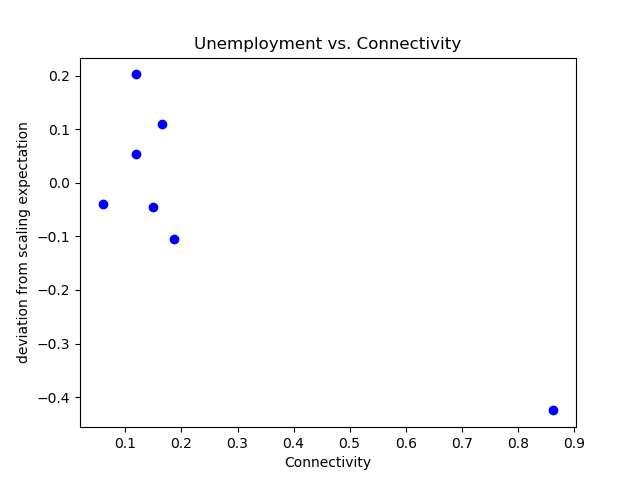 Unemployment vs. Connectivity
deviation from scaling expectation
0.2
0.1
0.0
−0.1
−0.2
−0.3
−0.4
0.1 0.2 0.3 0.4 0.5 0.6 0.7 0.8 0.9
Connectivity